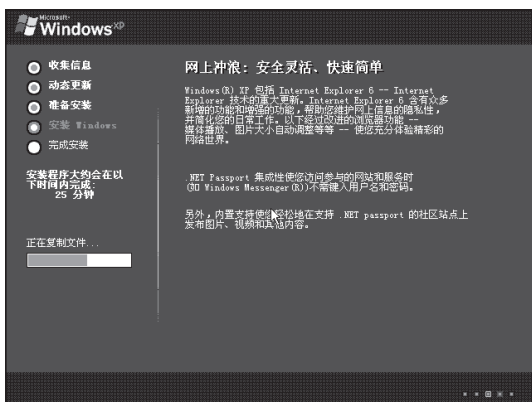 Microsoft
Windows xp
收集信息
动态更新
准备安装
安装 Windows
完成安装
安装程序大约会在以
下时间内完成:
25 分钟
正在复制文件...
网上冲浪：安全灵活、快速简单
Windows(R) XP 包括 Internet Explorer 6 -- Internet
Explorer 技术的重大更新。Internet Explorer 6 含有众多
新增的功能和增强的功能，帮助您维护网上信息的隐私性，
并简化您的日常工作。以下经过改进的浏览器功能 --
媒体播放、图片大小自动调整等等 -- 使您充分体验精彩的
网络世界。
.NET Passport 集成性使您访问参与的网站和服务时
(如 Windows Messenger(R))不需键入用户名和密码。
另外，内置支持使您轻松地在支持 .NET passport 的社区站点上
发布图片、视频和其他内容。